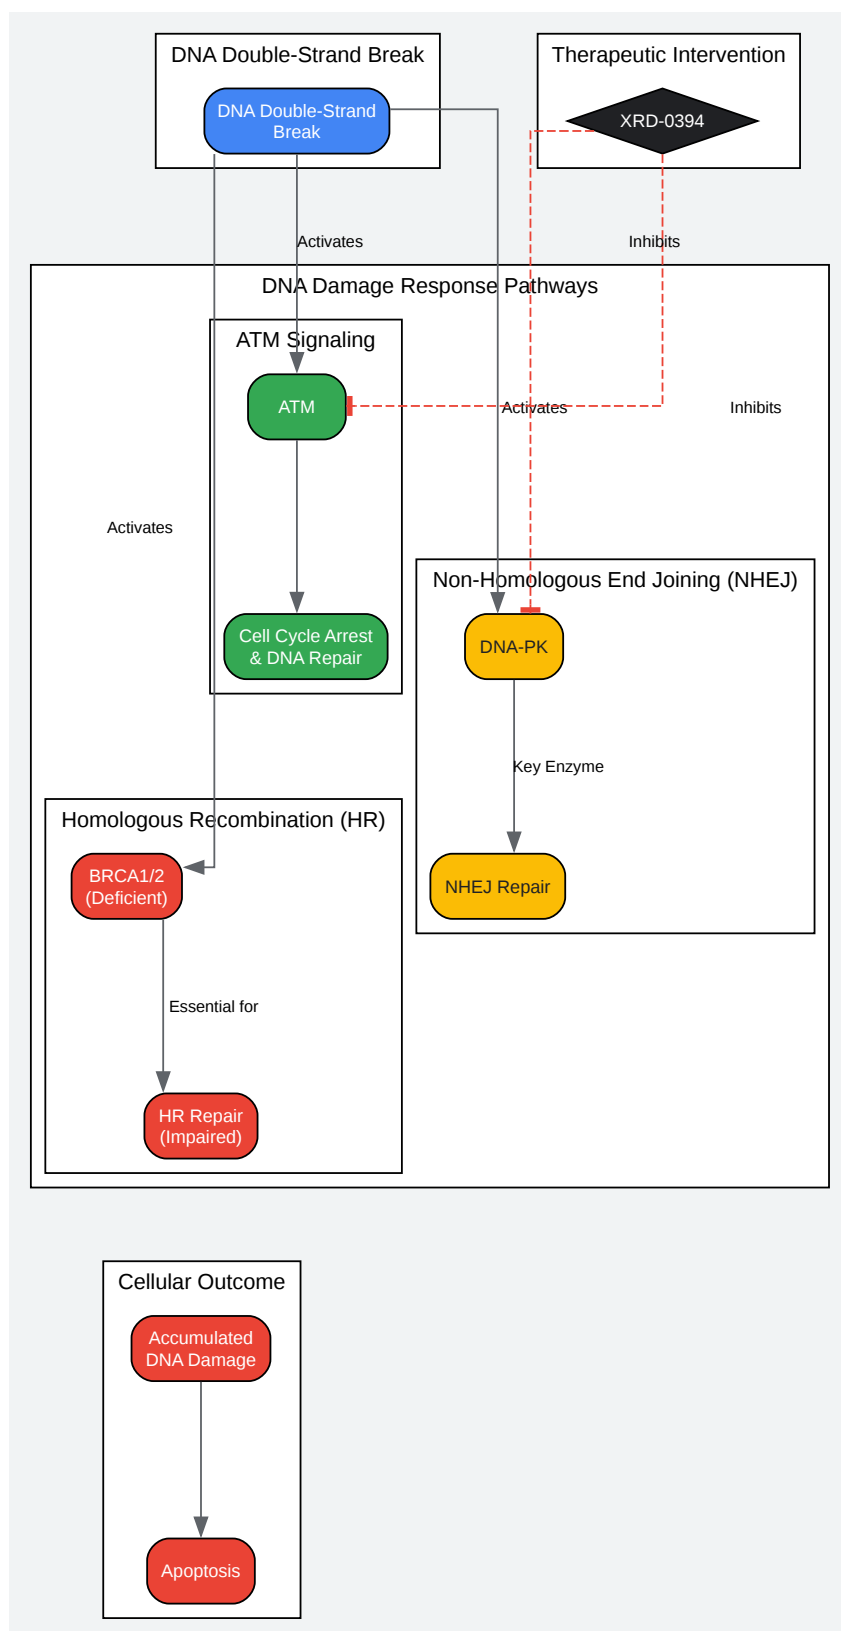 DNA Double-Strand Break
Therapeutic Intervention
DNA Double-Strand
Break
XRD-0394
Activates
Inhibits
DNA Damage Response Pathways
ATM Signaling
ATM
Activates
Inhibits
Activates
Non-Homologous End Joining (NHEJ)
Cell Cycle Arrest
& DNA Repair
DNA-PK
Key Enzyme
Homologous Recombination (HR)
BRCA1/2
(Deficient)
NHEJ Repair
Essential for
HR Repair
(Impaired)
Cellular Outcome
Accumulated
DNA Damage
Apoptosis